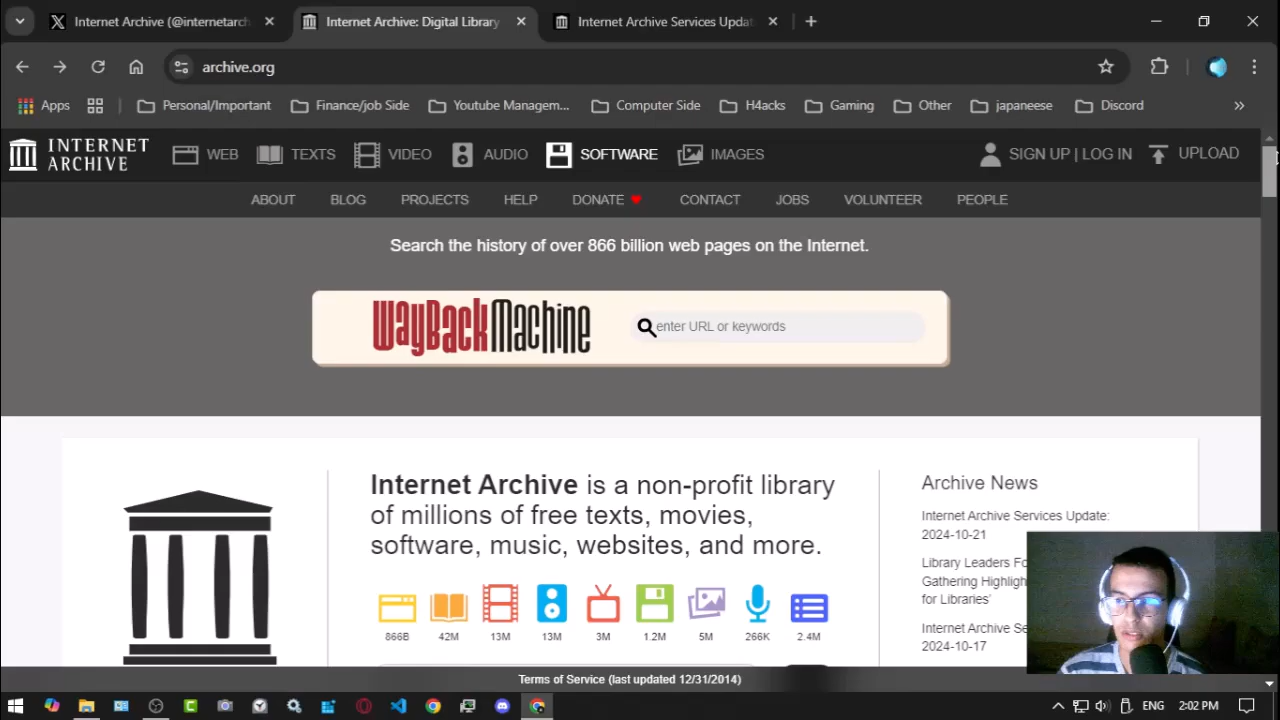 Internet Archive (@internetarch
Internet Archive: Digital Library
Internet Archive Services Updat
archive.org
Apps
Personal/Important
Finance/job Side
Youtube Managem...
Computer Side
H4acks
Gaming
Other
japaneese
Discord
»
INTERNET
ARCHIVE
WEB
TEXTS
VIDEO
AUDIO
SOFTWARE
IMAGES
SIGN UP | LOG IN
UPLOAD
ABOUT
BLOG
PROJECTS
HELP
DONATE
CONTACT
JOBS
VOLUNTEER
PEOPLE
Search the history of over 866 billion web pages on the Internet.
WayBackMachine
enter URL or keywords
Internet Archive is a non-profit library
of millions of free texts, movies,
software, music, websites, and more.
866B
42M
13M
13M
3M
1.2M
5M
266K
2.4M
Archive News
Internet Archive Services Update:
2024-10-21
Library Leaders Fo
Gathering Highligh
for Libraries'
Internet Archive Se
2024-10-17
Terms of Service (last updated 12/31/2014)
ENG
2:02 PM